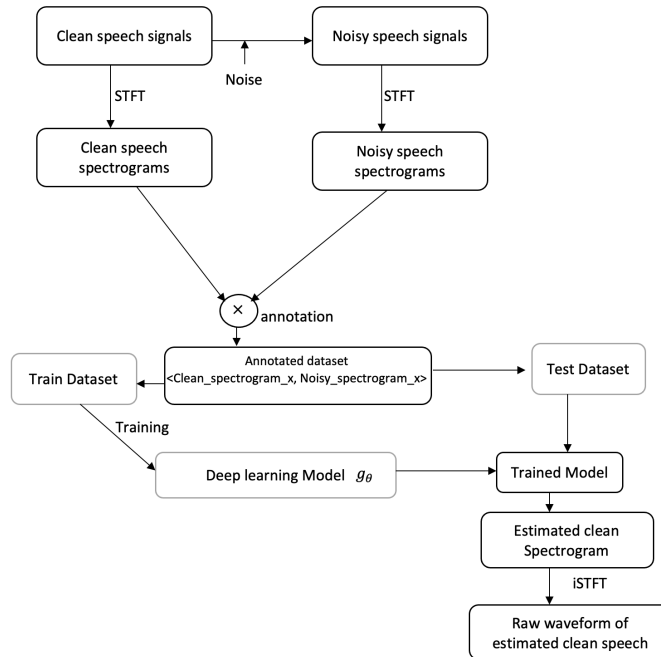 Clean speech signals
Noisy speech signals
Noise
STFT
STFT
Clean speech
spectrograms
Noisy speech
spectrograms
×
annotation
Annotated dataset
<Clean_spectrogram_x, Noisy_spectrogram_x>
Train Dataset
Test Dataset
Training
Deep learning Model g_θ
Trained Model
Estimated clean
Spectrogram
iSTFT
Raw waveform of
estimated clean speech